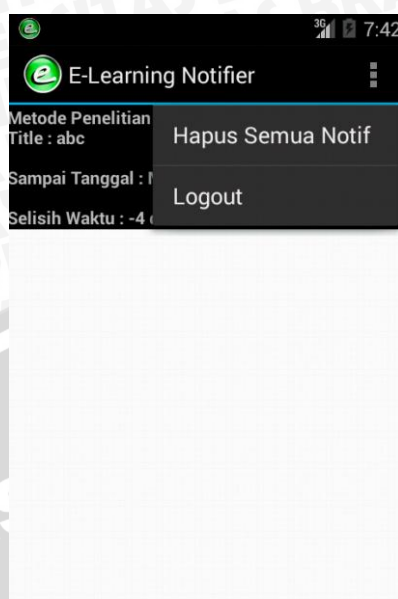 3G 7:42
E-Learning Notifier
Metode Penelitian
Title : abc
Sampai Tanggal :
Selisih Waktu : -4
Hapus Semua Notif
Logout